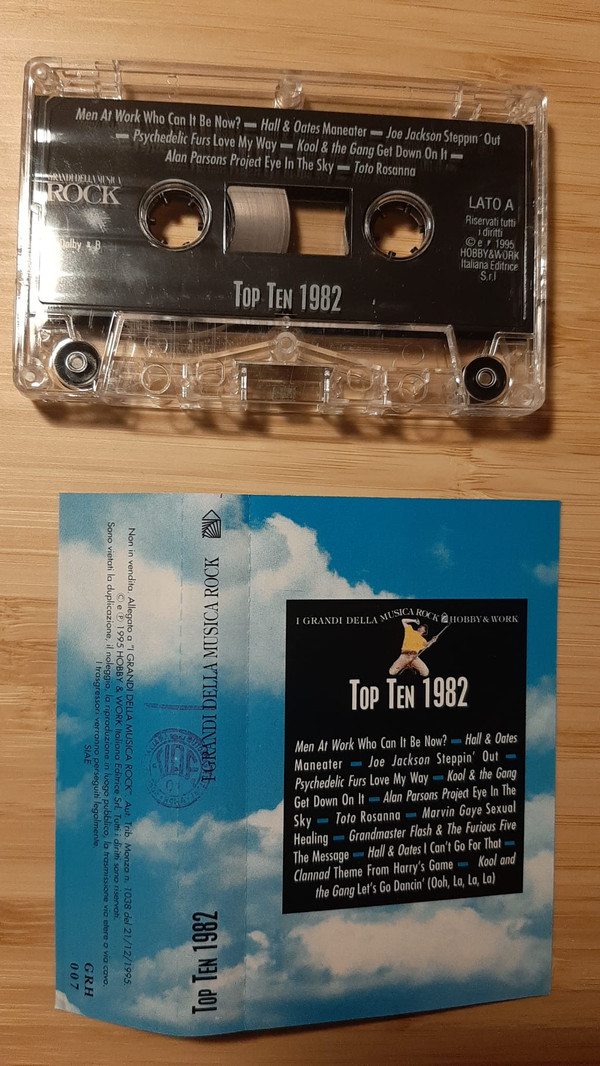 Men At Work Who Can It Be Now? — Hall & Oates Maneater — Joe Jackson Steppin´ Out
— Psychedelic Furs Love My Way — Kool & the Gang Get Down On It —
Alan Parsons Project Eye In The Sky — Toto Rosanna
GRANDI DELLA MUSICA
ROCK
Dolby B
LATO A
Riservati tutti
i diritti
© e ℗ 1995
HOBBY&WORK
Italiana Editrice
S.r.l
TOP TEN 1982
I GRANDI DELLA MUSICA ROCK HOBBY & WORK
TOP TEN 1982
Men At Work Who Can It Be Now? — Hall & Oates
Maneater — Joe Jackson Steppin´ Out —
Psychedelic Furs Love My Way — Kool & the Gang
Get Down On It — Alan Parsons Project Eye In The
Sky — Toto Rosanna — Marvin Gaye Sexual
Healing — Grandmaster Flash & The Furious Five
The Message — Hall & Oates I Can't Go For That —
Clannad Theme From Harry's Game — Kool and
the Gang Let's Go Dancin' (Ooh, La, La, La)
I GRANDI DELLA MUSICA ROCK
TOP TEN 1982
Non in vendita. Allegato a "I GRANDI DELLA MUSICA ROCK" Aut. Trib. Monza n. 1038 del 21/12/1995.
© e ℗ 1995 HOBBY & WORK Italiana Editrice Srl. Tutti i diritti sono riservati.
Sono vietati la duplicazione, il noleggio, la riproduzione in luogo pubblico, la trasmissione via etere o via cavo.
I trasgressori verranno perseguiti legalmente.
SIAE
GRH
007